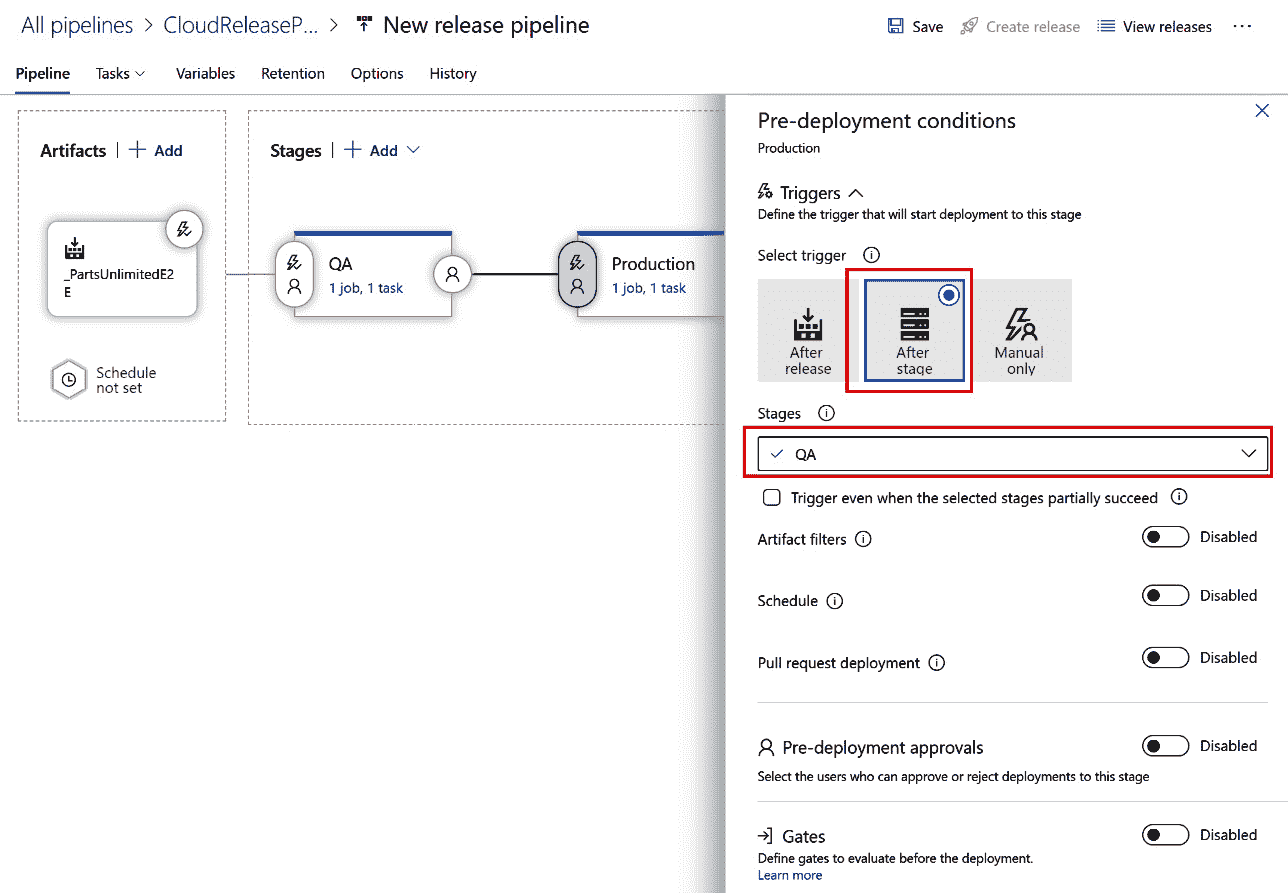 All pipelines > CloudReleaseP... > New release pipeline
Save Create release View releases ...
Pipeline Tasks Variables Retention Options History
Artifacts | + Add
Stages | + Add
_PartsUnlimitedE2
E
Schedule
not set
QA
1 job, 1 task
Production
1 job, 1 task
Pre-deployment conditions
Production
Triggers
Define the trigger that will start deployment to this stage
Select trigger
After
release
After
stage
Manual
only
Stages
QA
Trigger even when the selected stages partially succeed
Artifact filters Disabled
Schedule Disabled
Pull request deployment Disabled
Pre-deployment approvals Disabled
Select the users who can approve or reject deployments to this stage
Gates Disabled
Define gates to evaluate before the deployment.
Learn more